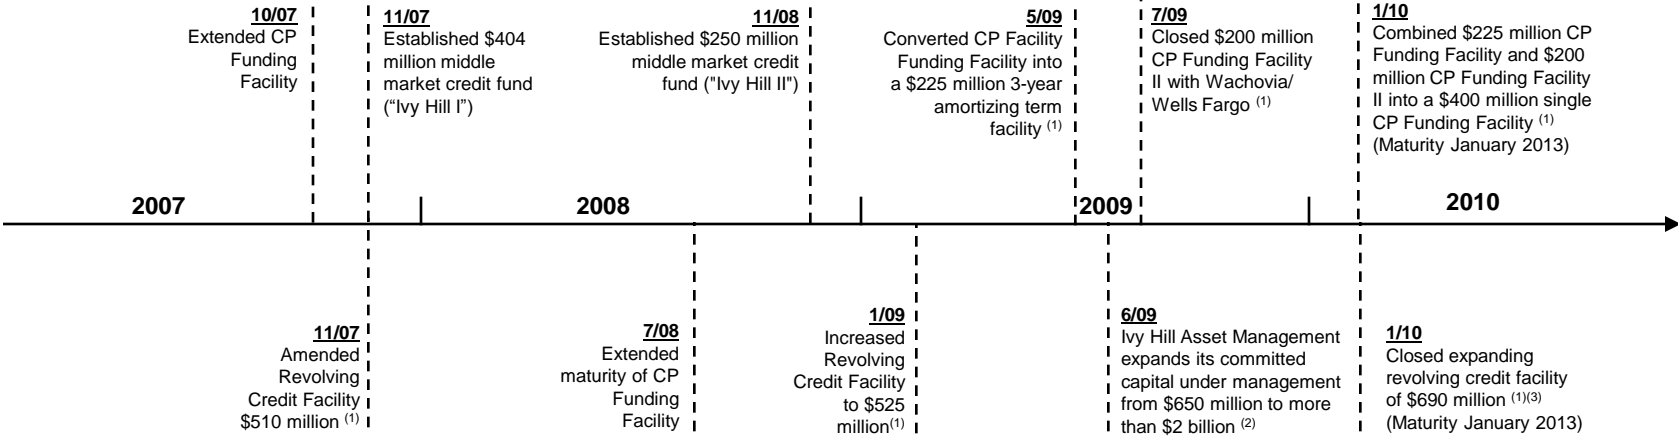 10/07
Extended CP
Funding
Facility
11/07
Established $404
million middle
market credit fund
(“Ivy Hill I”)
11/08
Established $250 million
middle market credit
fund ("Ivy Hill II")
5/09
Converted CP Facility
Funding Facility into
a $225 million 3-year
amortizing term
facility (1)
7/09
Closed $200 million
CP Funding Facility
II with Wachovia/
Wells Fargo (1)
1/10
Combined $225 million CP
Funding Facility and $200
million CP Funding Facility
II into a $400 million single
CP Funding Facility (1)
(Maturity January 2013)
2007
2008
2009
2010
11/07
Amended
Revolving
Credit Facility
$510 million (1)
7/08
Extended
maturity of CP
Funding
Facility
1/09
Increased
Revolving
Credit Facility
to $525
million(1)
6/09
Ivy Hill Asset Management
expands its committed
capital under management
from $650 million to more
than $2 billion (2)
1/10
Closed expanding
revolving credit facility
of $690 million (1)(3)
(Maturity January 2013)